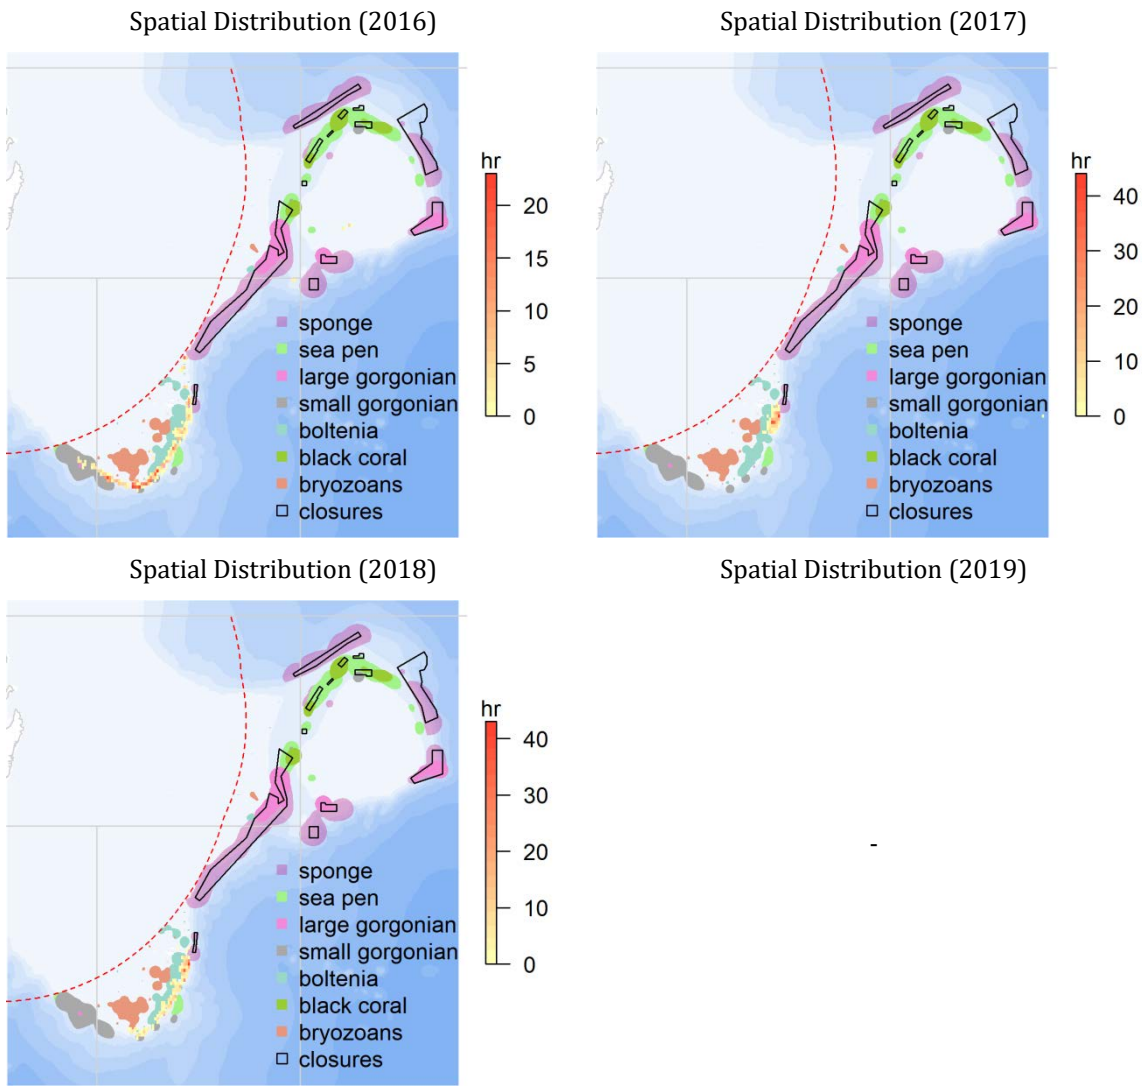 Spatial Distribution (2016)
Spatial Distribution (2017)
hr
20
15
10
5
0
sponge
sea pen
large gorgonian
small gorgonian
boltenia
black coral
bryozoans
closures
hr
40
30
20
10
0
sponge
sea pen
large gorgonian
small gorgonian
boltenia
black coral
bryozoans
closures
Spatial Distribution (2018)
Spatial Distribution (2019)
hr
40
30
20
10
0
sponge
sea pen
large gorgonian
small gorgonian
boltenia
black coral
bryozoans
closures
-